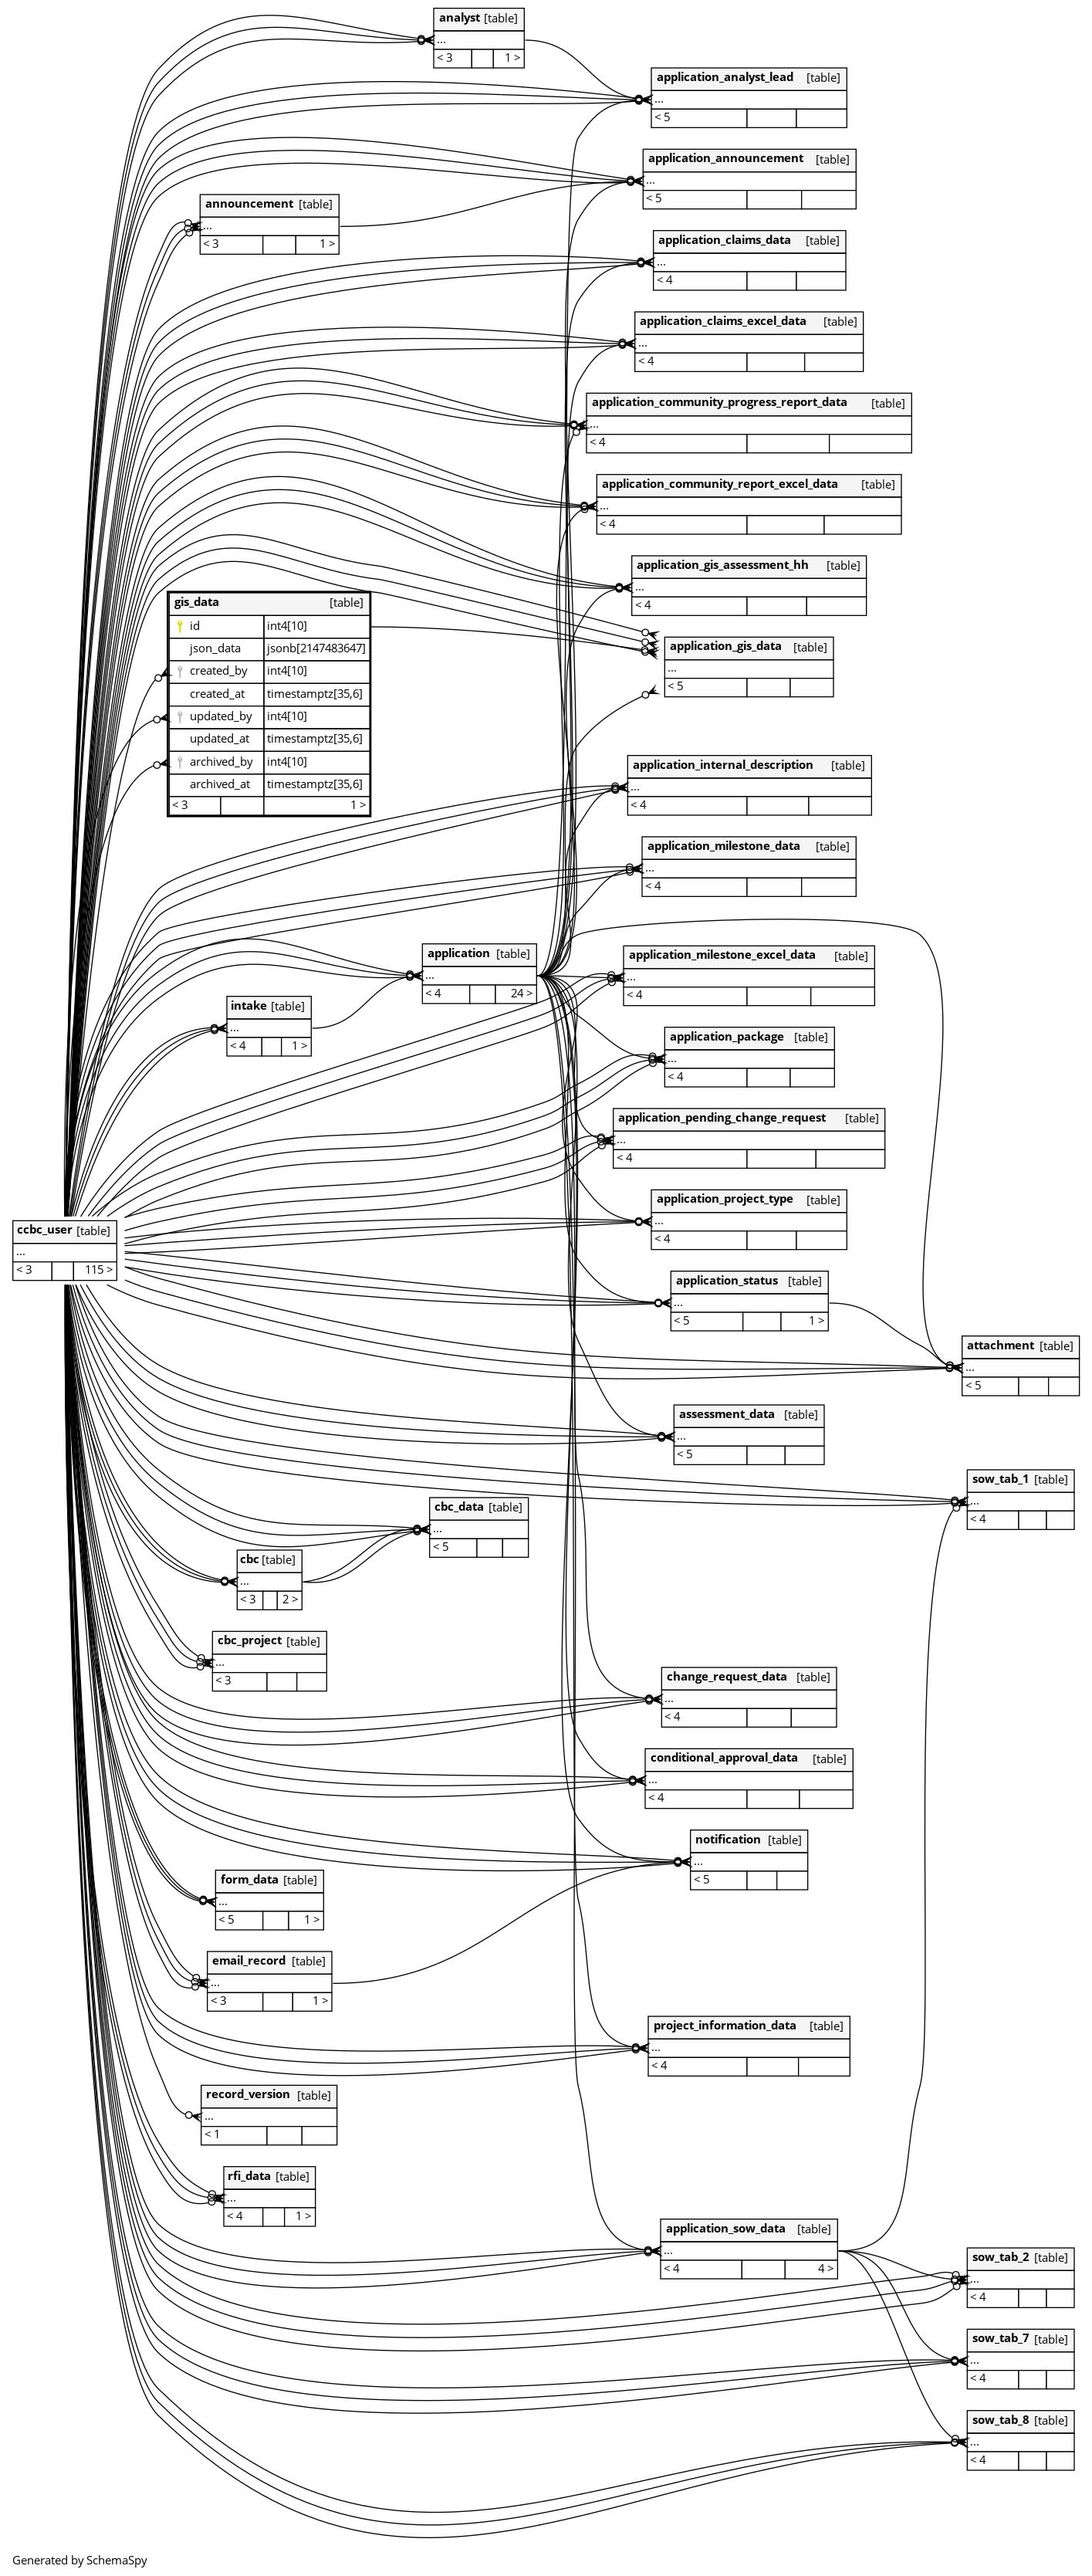 analyst [table]
...
< 3 1 >
application_analyst_lead [table]
...
< 5
application_announcement [table]
...
< 5
announcement [table]
...
< 3 1 >
application_claims_data [table]
...
< 4
application_claims_excel_data [table]
...
< 4
application_community_progress_report_data [table]
...
< 4
application_community_report_excel_data [table]
...
< 4
application_gis_assessment_hh [table]
...
< 4
gis_data [table]
id int4[10]
json_data jsonb[2147483647]
created_by int4[10]
created_at timestamptz[35,6]
updated_by int4[10]
updated_at timestamptz[35,6]
archived_by int4[10]
archived_at timestamptz[35,6]
< 3 1 >
application_gis_data [table]
...
< 5
application_internal_description [table]
...
< 4
application_milestone_data [table]
...
< 4
application [table]
...
< 4 24 >
application_milestone_excel_data [table]
...
< 4
intake [table]
...
< 4 1 >
application_package [table]
...
< 4
application_pending_change_request [table]
...
< 4
application_project_type [table]
...
< 4
ccbc_user [table]
...
< 3 115 >
application_status [table]
...
< 5 1 >
attachment [table]
...
< 5
assessment_data [table]
...
< 5
sow_tab_1 [table]
...
< 4
cbc_data [table]
...
< 5
cbc [table]
...
< 3 2 >
cbc_project [table]
...
< 3
change_request_data [table]
...
< 4
conditional_approval_data [table]
...
< 4
notification [table]
...
< 5
form_data [table]
...
< 5 1 >
email_record [table]
...
< 3 1 >
project_information_data [table]
...
< 4
record_version [table]
...
< 1
rfi_data [table]
...
< 4 1 >
application_sow_data [table]
...
< 4 4 >
sow_tab_2 [table]
...
< 4
sow_tab_7 [table]
...
< 4
sow_tab_8 [table]
...
< 4
Generated by SchemaSpy